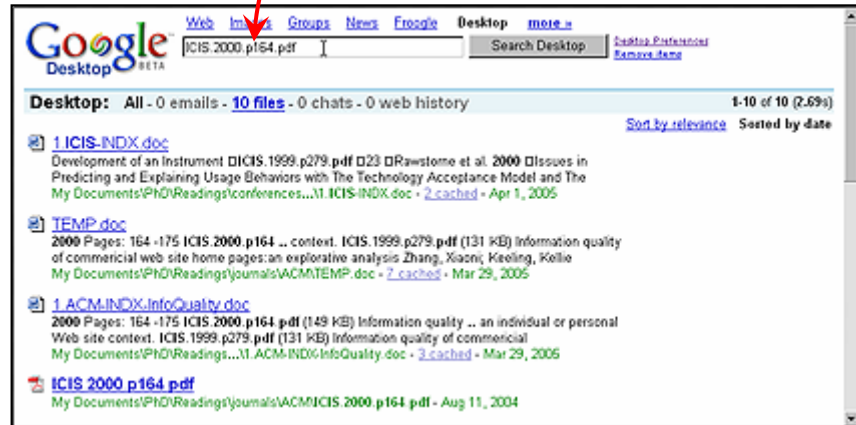 Web Images Groups News Froogle Desktop more »
Google
Desktop BETA
ICIS.2000.p164.pdf Search Desktop Desktop Preferences
Remove items
Desktop: All - 0 emails - 10 files - 0 chats - 0 web history 1-10 of 10 (2.69s)
Sort by relevance Sorted by date
1.ICIS-INDX.doc
Development of an Instrument □ICIS.1999.p279.pdf □23 □Rawstorne et al. 2000 □Issues in
Predicting and Explaining Usage Behaviors with The Technology Acceptance Model and The
My Documents\PhD\Readings\conferences...\1.ICIS-INDX.doc - 2 cached - Apr 1, 2005
TEMP.doc
2000 Pages: 164 -175 ICIS.2000.p164 ... context. ICIS.1999.p279.pdf (131 KB) Information quality
of commericial web site home pages:an explorative analysis Zhang, Xiaoni; Keeling, Kellie
My Documents\PhD\Readings\journals\ACM\TEMP.doc - 7 cached - Mar 29, 2005
1.ACM-INDX-InfoQuality.doc
2000 Pages: 164 -175 ICIS.2000.p164.pdf (149 KB) Information quality ... an individual or personal
Web site context. ICIS.1999.p279.pdf (131 KB) Information quality of commericial
My Documents\PhD\Readings...\1.ACM-INDX-InfoQuality.doc - 3 cached - Mar 29, 2005
ICIS 2000 p164 pdf
My Documents\PhD\Readings\journals\ACM\ICIS.2000.p164.pdf - Aug 11, 2004